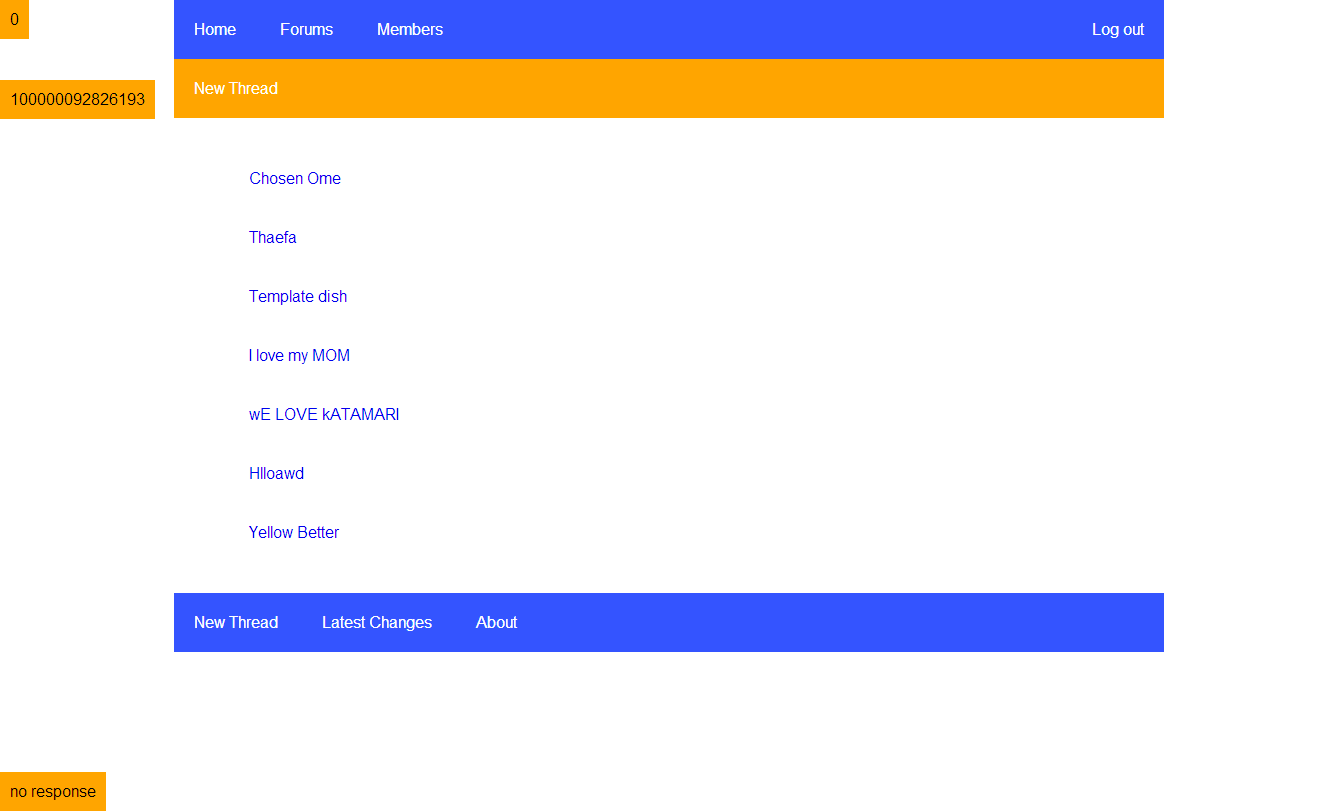 0
Home Forums Members Log out
New Thread
100000092826193
Chosen Ome
Thaefa
Template dish
I love my MOM
wE LOVE kATAMARI
Hlloawd
Yellow Better
New Thread Latest Changes About
no response